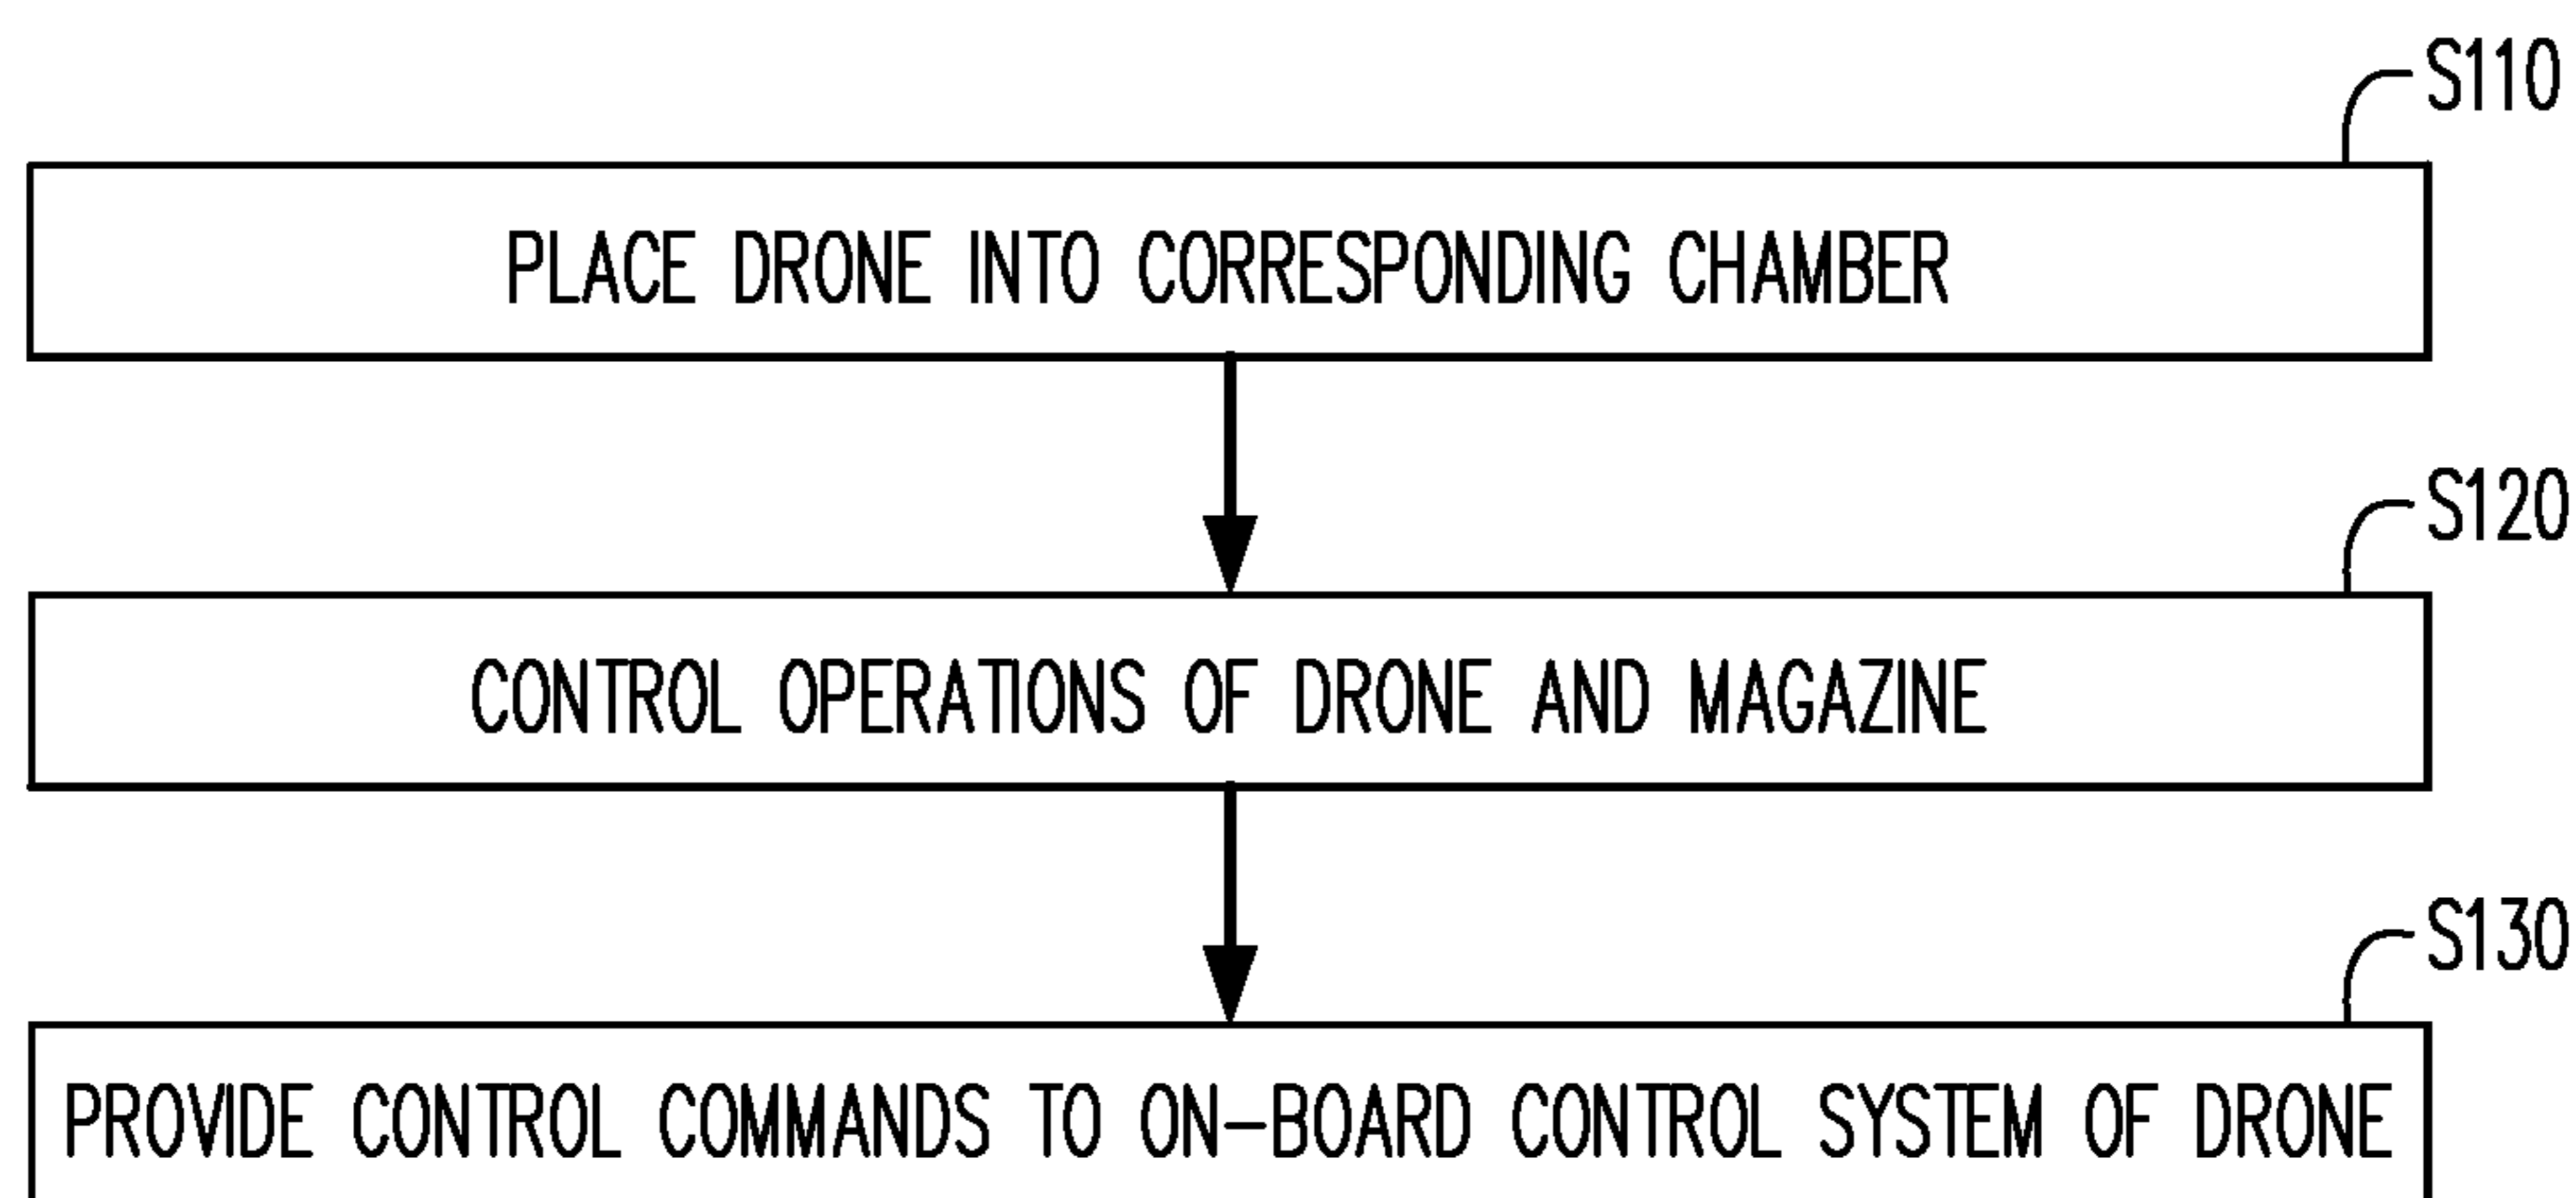 S110
PLACE DRONE INTO CORRESPONDING CHAMBER
S120
CONTROL OPERATIONS OF DRONE AND MAGAZINE
S130
PROVIDE CONTROL COMMANDS TO ON-BOARD CONTROL SYSTEM OF DRONE